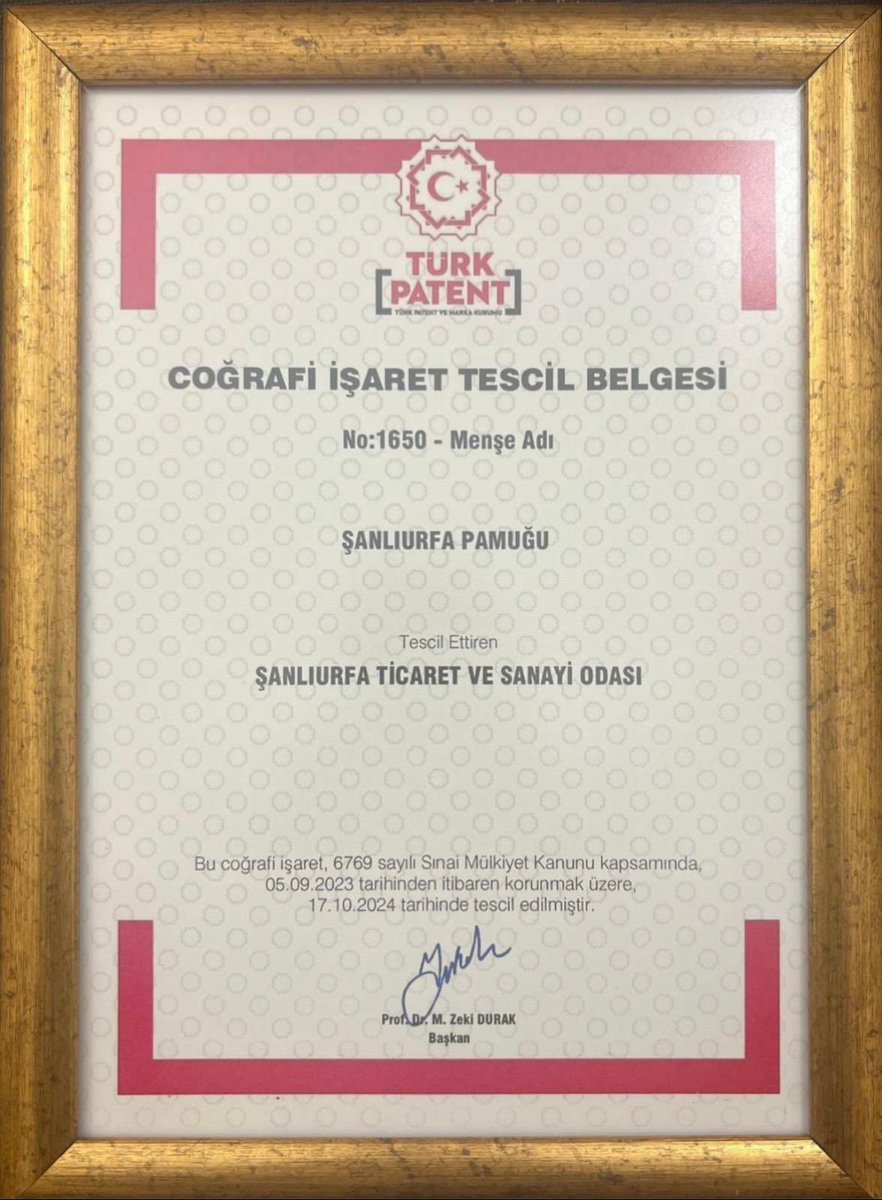 TÜRK
PATENT
TÜRK PATENT VE MARKA KURUMU
COĞRAFİ İŞARET TESCİL BELGESİ
No:1650 - Menşe Adı
ŞANLIURFA PAMUĞU
Tescil Ettiren
ŞANLIURFA TİCARET VE SANAYİ ODASI
Bu coğrafi işaret, 6769 sayılı Sınai Mülkiyet Kanunu kapsamında,
05.09.2023 tarihinden itibaren korunmak üzere,
17.10.2024 tarihinde tescil edilmiştir.
Prof. Dr. M. Zeki DURAK
Başkan